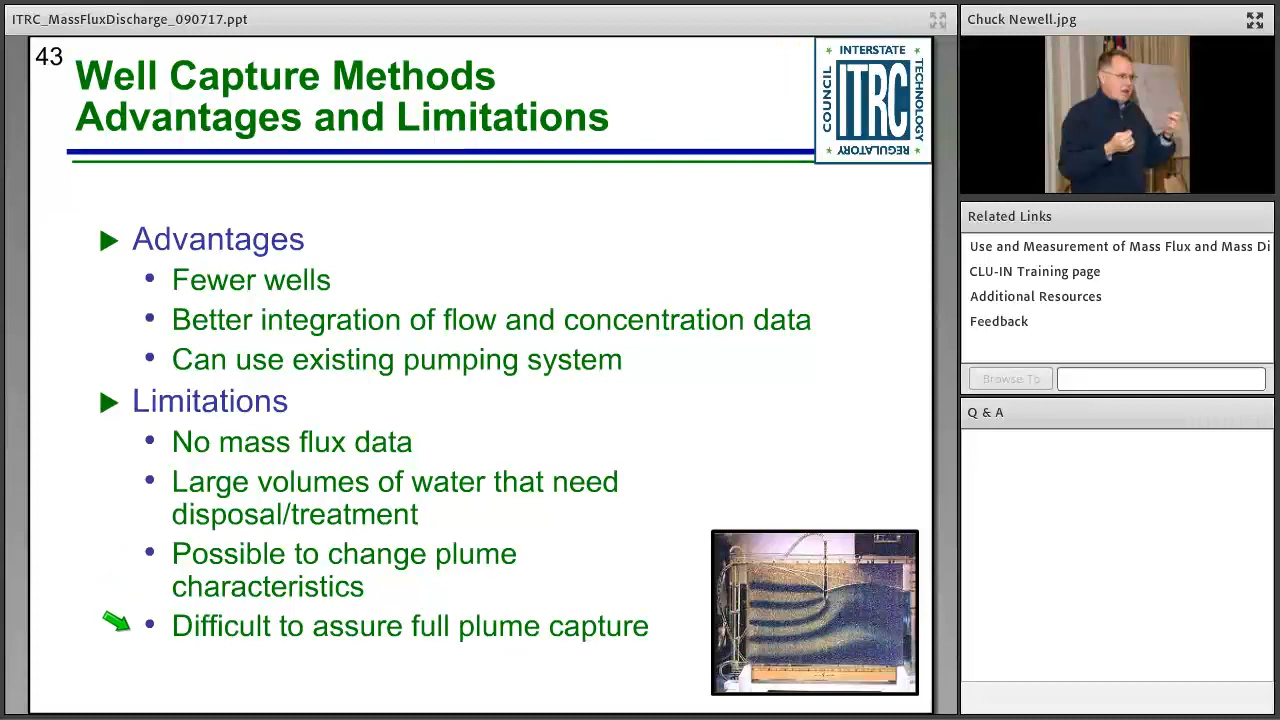 ITRC_MassFluxDischarge_090717.ppt
43
Well Capture Methods
Advantages and Limitations
INTERSTATE
COUNCIL
ITRC
TECHNOLOGY
REGULATORY
Advantages
Fewer wells
Better integration of flow and concentration data
Can use existing pumping system
Limitations
No mass flux data
Large volumes of water that need
disposal/treatment
Possible to change plume
characteristics
Difficult to assure full plume capture
Chuck Newell.jpg
Related Links
Use and Measurement of Mass Flux and Mass Di
CLU-IN Training page
Additional Resources
Feedback
Browse To
Q & A